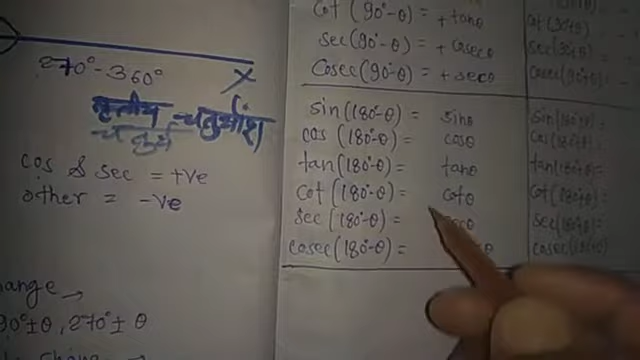 270°-360°
X
तृतीय चतुर्थांश
चतुर्थ
cos & sec = +ve
other = -ve
ange →
90°±θ, 270°±θ
cot (90°-θ) = + tanθ
sec(90°-θ) = + cosecθ
cosec(90°-θ) = + secθ
sin(180°-θ) = sinθ
cos (180°-θ) = cosθ
tan(180°-θ) = tanθ
cot (180°-θ) = cotθ
sec (180°-θ) =
cosec(180°-θ) =
cot (90°+θ)
sec(90°+θ)
cosec(90°+θ) =
sin(180°+θ) =
cos(180°+θ) =
tan(180°+θ) =
cot(180°+θ) =
sec(180°+θ) =
cosec(180+θ) =